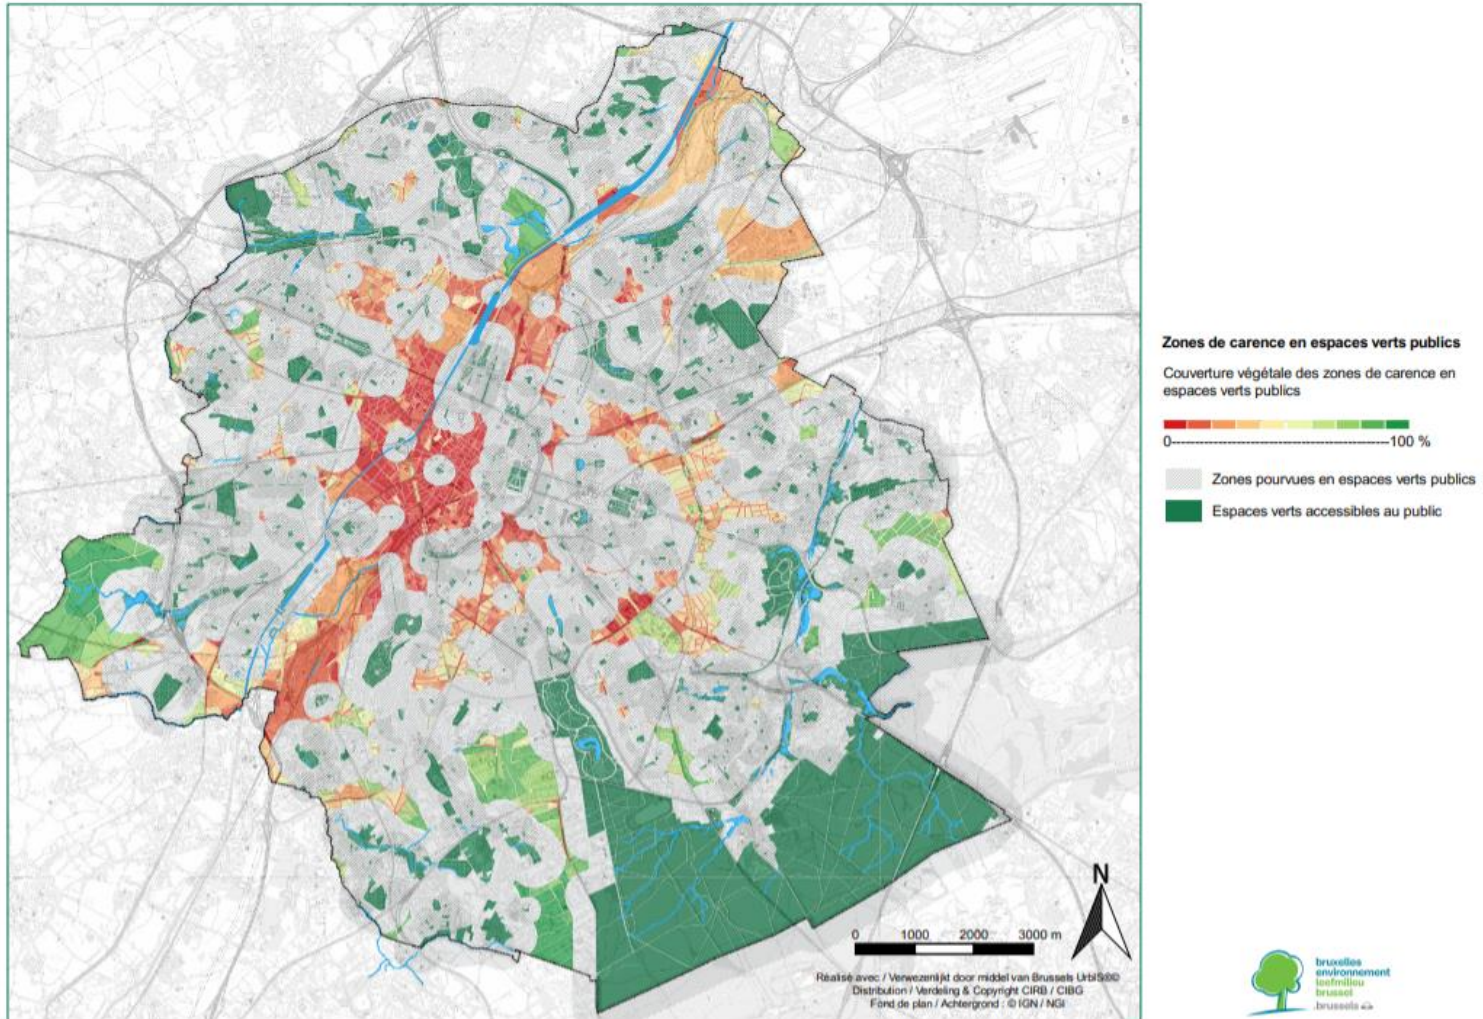 Zones de carence en espaces verts publics
Couverture végétale des zones de carence en
espaces verts publics
0----------------------------------------100 %
Zones pourvues en espaces verts publics
Espaces verts accessibles au public
N
0 1000 2000 3000 m
Réalisé avec / Verwezenlijkt door middel van Brussels UrbIS®©
Distribution / Verdeling & Copyright CIRB / CIBG
Fond de plan / Achtergrond : © IGN / NGI
bruxelles
environnement
leefmilieu
brussel
.brussels